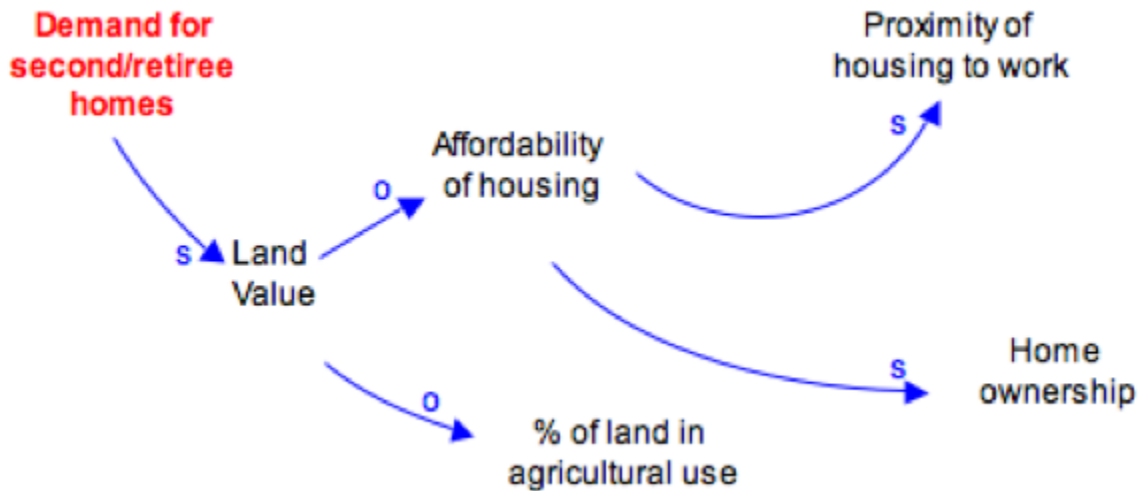 Demand for
second/retiree
homes
Proximity of
housing to work
s
Affordability
of housing
o
s
Land
Value
s
Home
ownership
o
% of land in
agricultural use